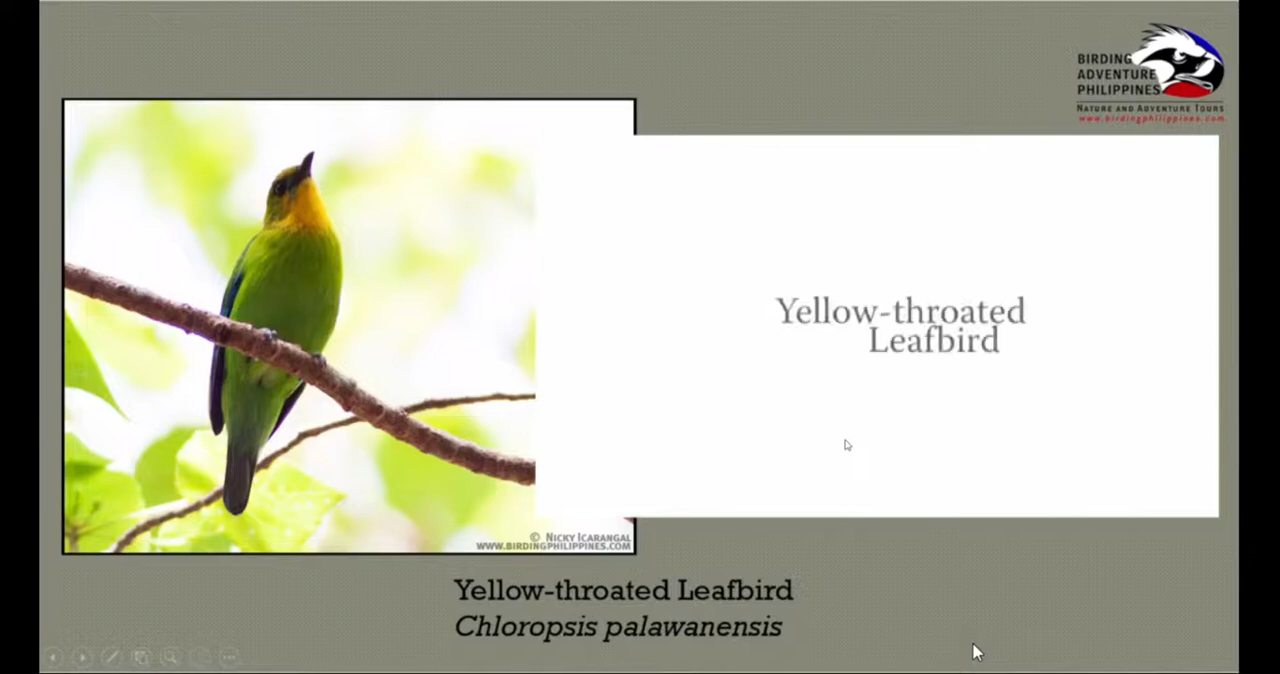 BIRDING
ADVENTURE
PHILIPPINES
NATURE AND ADVENTURE TOURS
www.birdingphilippines.com
Yellow-throated
Leafbird
© NICKY ICARANGAL
WWW.BIRDINGPHILIPPINES.COM
Yellow-throated Leafbird
Chloropsis palawanensis